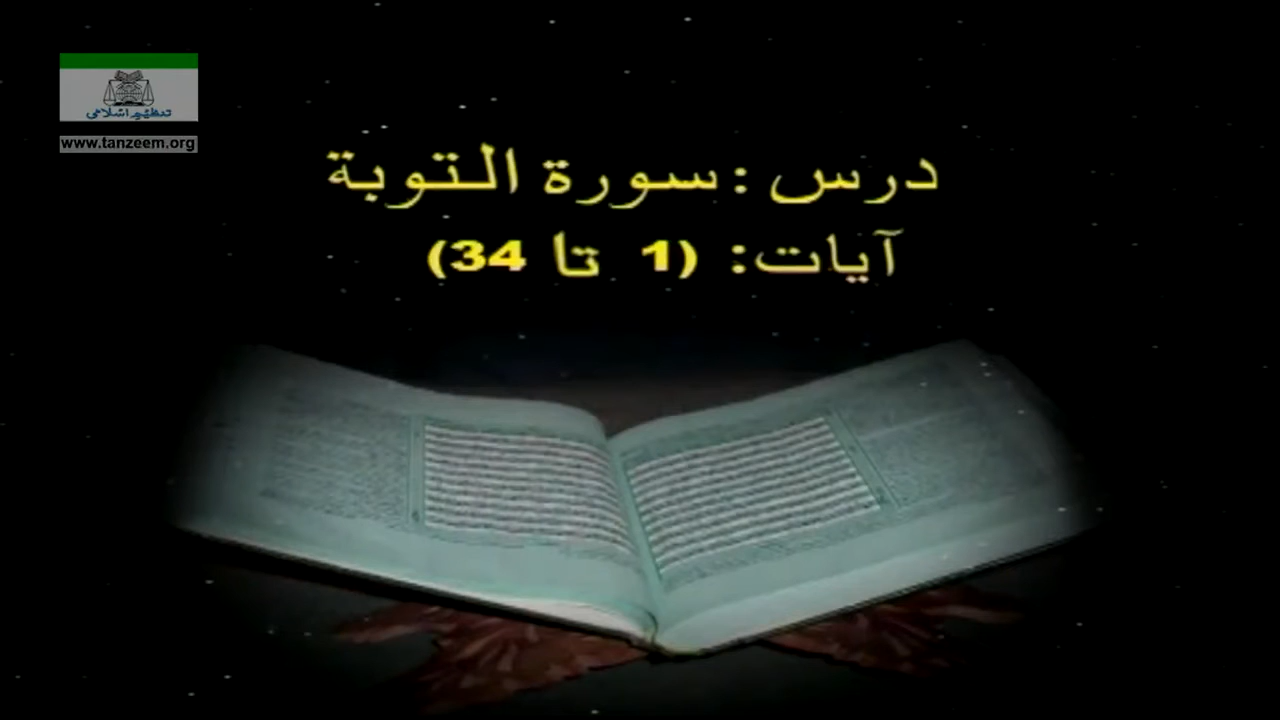 تنظیم اسلامی
www.tanzeem.org
درس : سورة التوبة
آیات: (1 تا 34)